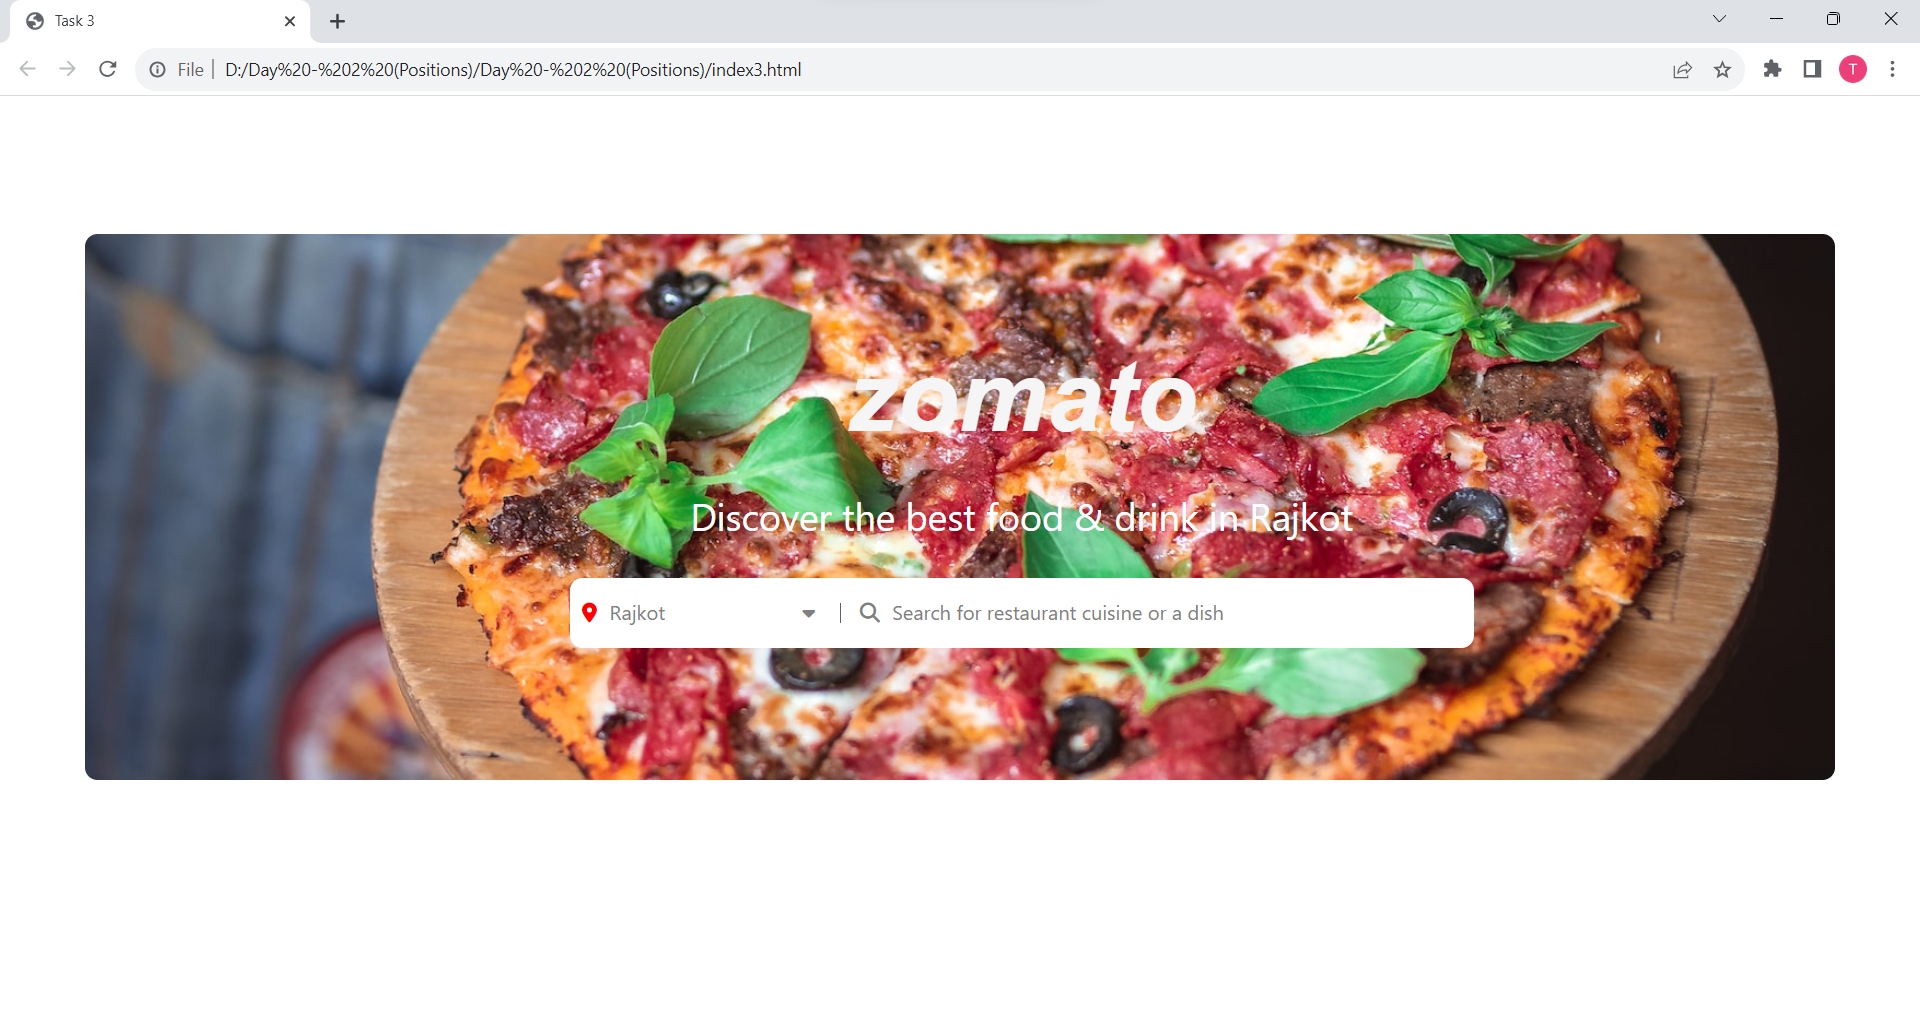 Task 3
File | D:/Day%20-%202%20(Positions)/Day%20-%202%20(Positions)/index3.html
T
zomato
Discover the best food & drink in Rajkot
Rajkot | Search for restaurant cuisine or a dish